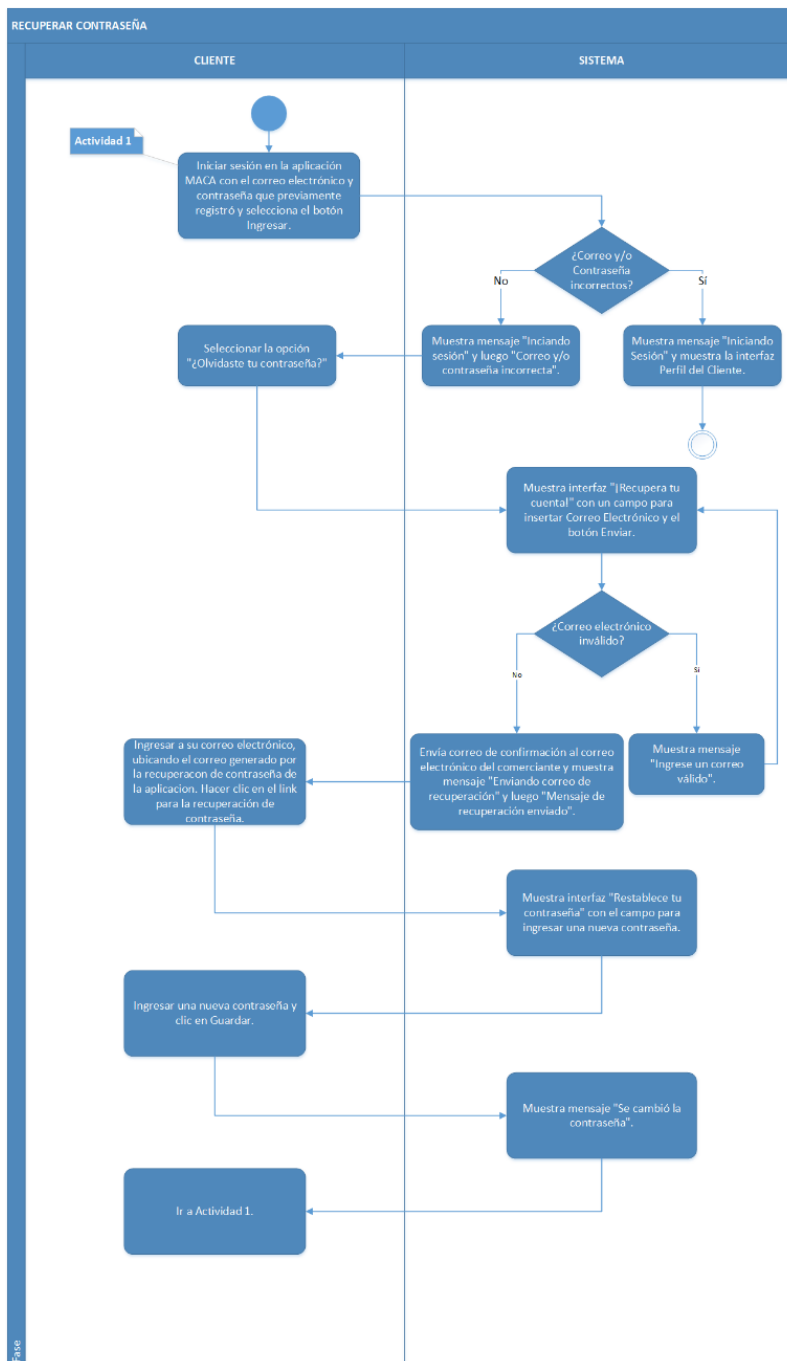 RECUPERAR CONTRASEÑA
CLIENTE
SISTEMA
Actividad 1
Iniciar sesión en la aplicación
MACA con el correo electrónico y
contraseña que previamente
registró y selecciona el botón
Ingresar.
¿Correo y/o
Contraseña
incorrectos?
No
Sí
Seleccionar la opción
"¿Olvidaste tu contraseña?"
Muestra mensaje "Inciando
sesión" y luego "Correo y/o
contraseña incorrecta".
Muestra mensaje "Iniciando
Sesión" y muestra la interfaz
Perfil del Cliente.
Muestra interfaz "¡Recupera tu
cuenta!" con un campo para
insertar Correo Electrónico y el
botón Enviar.
¿Correo electrónico
inválido?
No
Sí
Ingresar a su correo electrónico,
ubicando el correo generado por
la recuperacon de contraseña de
la aplicacion. Hacer clic en el link
para la recuperación de
contraseña.
Envía correo de confirmación al correo
electrónico del comerciante y muestra
mensaje "Enviando correo de
recuperación" y luego "Mensaje de
recuperación enviado".
Muestra mensaje
"Ingrese un correo
válido".
Muestra interfaz "Restablece tu
contraseña" con el campo para
ingresar una nueva contraseña.
Ingresar una nueva contraseña y
clic en Guardar.
Muestra mensaje "Se cambió la
contraseña".
Ir a Actividad 1.
Fase